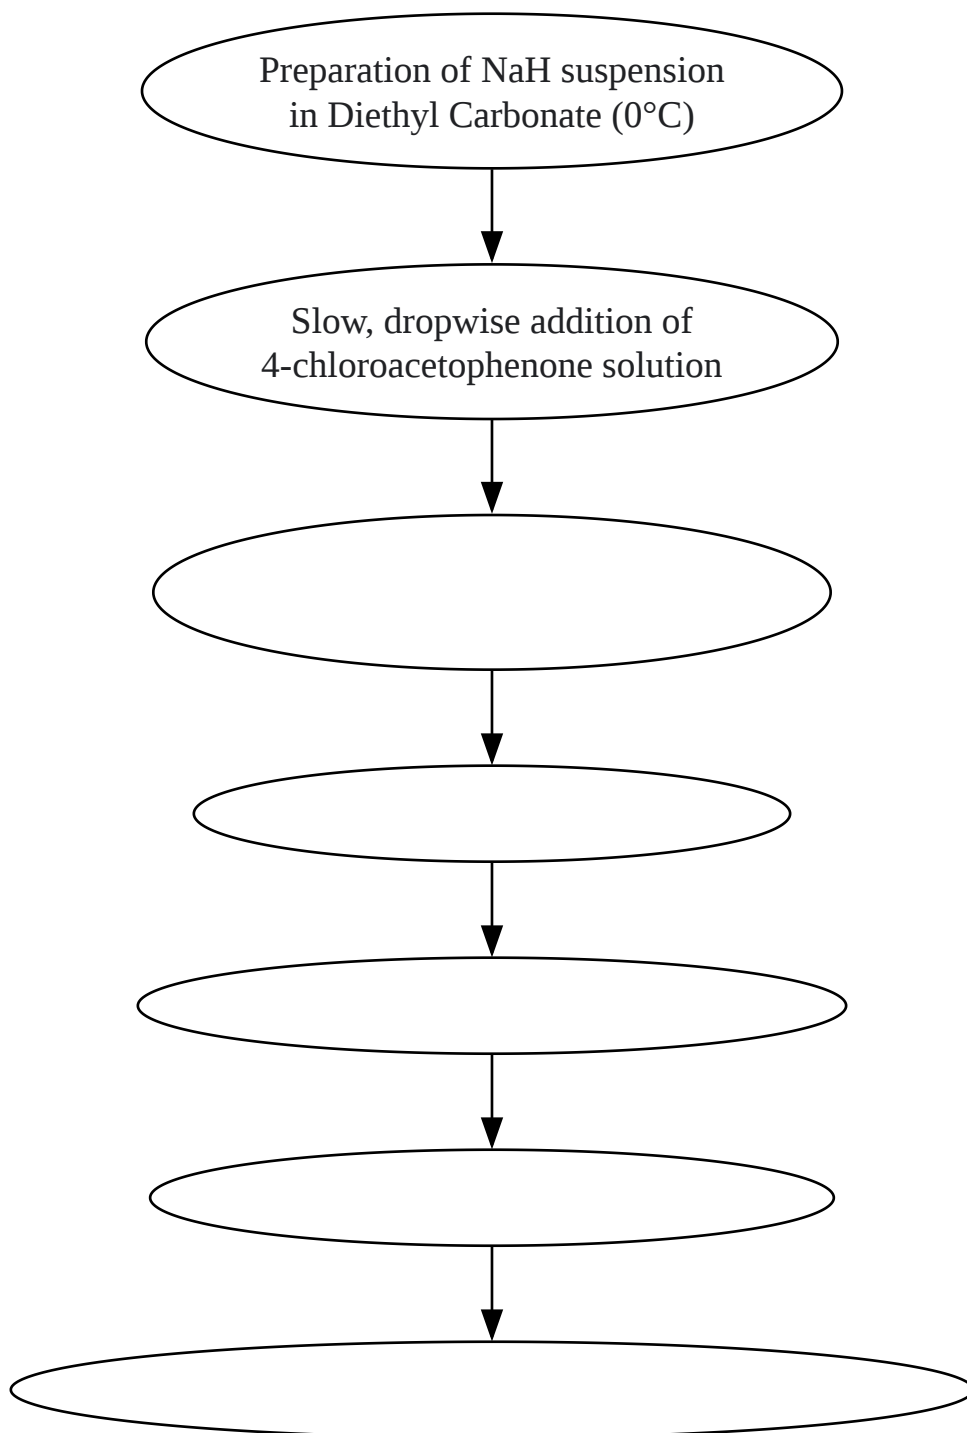 Preparation of NaH suspension
in Diethyl Carbonate (0°C)
Slow, dropwise addition of
4-chloroacetophenone solution